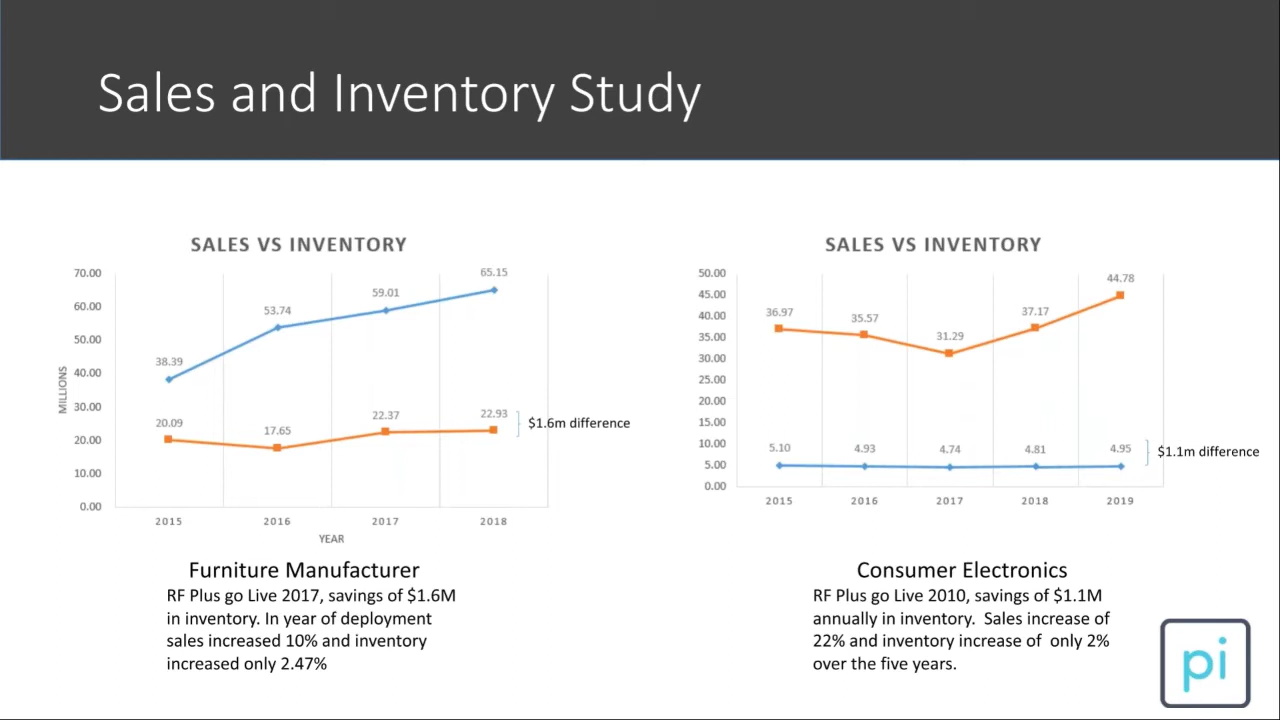 Sales and Inventory Study
SALES VS INVENTORY
70.00
60.00
50.00
40.00
30.00
20.00
10.00
0.00
MILLIONS
38.39
53.74
59.01
65.15
20.09
17.65
22.37
22.93
$1.6m difference
2015 2016 2017 2018
YEAR
Furniture Manufacturer
RF Plus go Live 2017, savings of $1.6M
in inventory. In year of deployment
sales increased 10% and inventory
increased only 2.47%
SALES VS INVENTORY
50.00
45.00
40.00
35.00
30.00
25.00
20.00
15.00
10.00
5.00
0.00
36.97
35.57
31.29
37.17
44.78
5.10
4.93
4.74
4.81
4.95
$1.1m difference
2015 2016 2017 2018 2019
Consumer Electronics
RF Plus go Live 2010, savings of $1.1M
annually in inventory. Sales increase of
22% and inventory increase of only 2%
over the five years.
pi